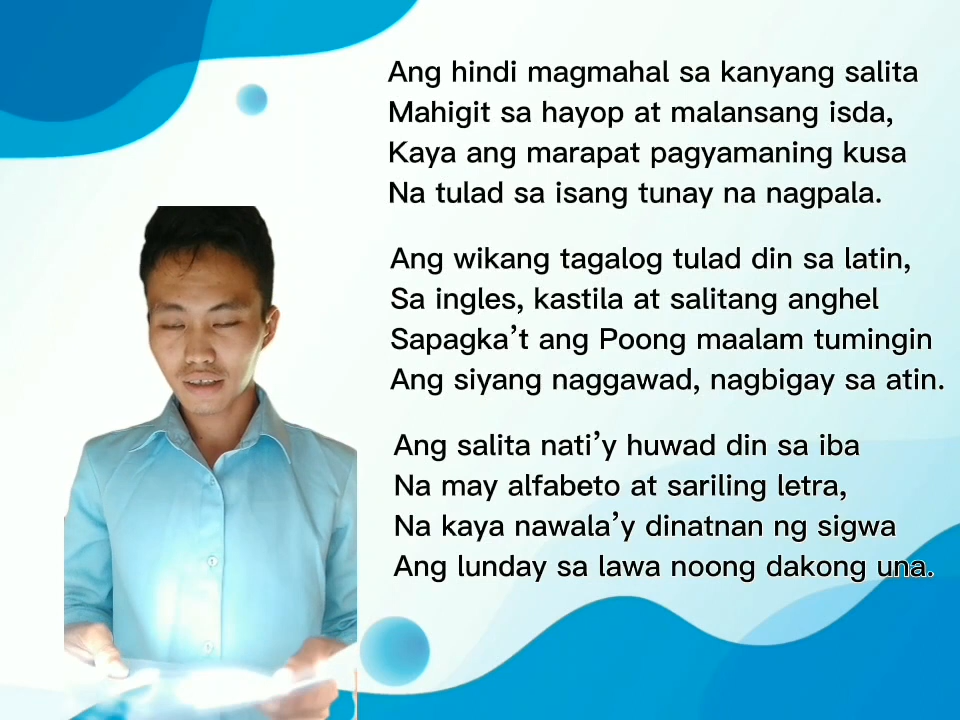 Ang hindi magmahal sa kanyang salita
Mahigit sa hayop at malansang isda,
Kaya ang marapat pagyamaning kusa
Na tulad sa isang tunay na nagpala.
Ang wikang tagalog tulad din sa latin,
Sa ingles, kastila at salitang anghel
Sapagka’t ang Poong maalam tumingin
Ang siyang naggawad, nagbigay sa atin.
Ang salita nati’y huwad din sa iba
Na may alfabeto at sariling letra,
Na kaya nawala’y dinatnan ng sigwa
Ang lunday sa lawa noong dakong una.